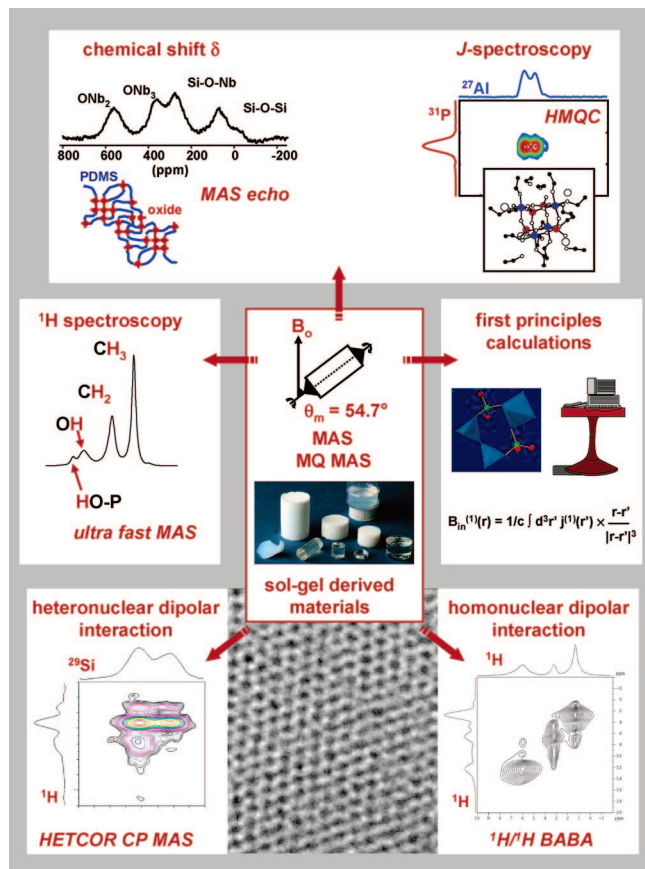 chemical shift δ
ONb₂
ONb₃
Si-O-Nb
Si-O-Si
800 600 400 200 0 -200
(ppm)
PDMS
oxide
MAS echo
J-spectroscopy
²⁷Al
³¹P
HMQC
¹H spectroscopy
CH₃
CH₂
OH
HO-P
ultra fast MAS
B₀
θₘ = 54.7°
MAS
MQ MAS
sol-gel derived
materials
first principles
calculations
Bᵢₙ⁽¹⁾(r) = 1/c ∫ d³r' j⁽¹⁾(r') × r-r'
|r-r'|³
heteronuclear dipolar
interaction
²⁹Si
¹H
HETCOR CP MAS
homonuclear dipolar
interaction
¹H
ppm
¹H
ppm
¹H/¹H BABA